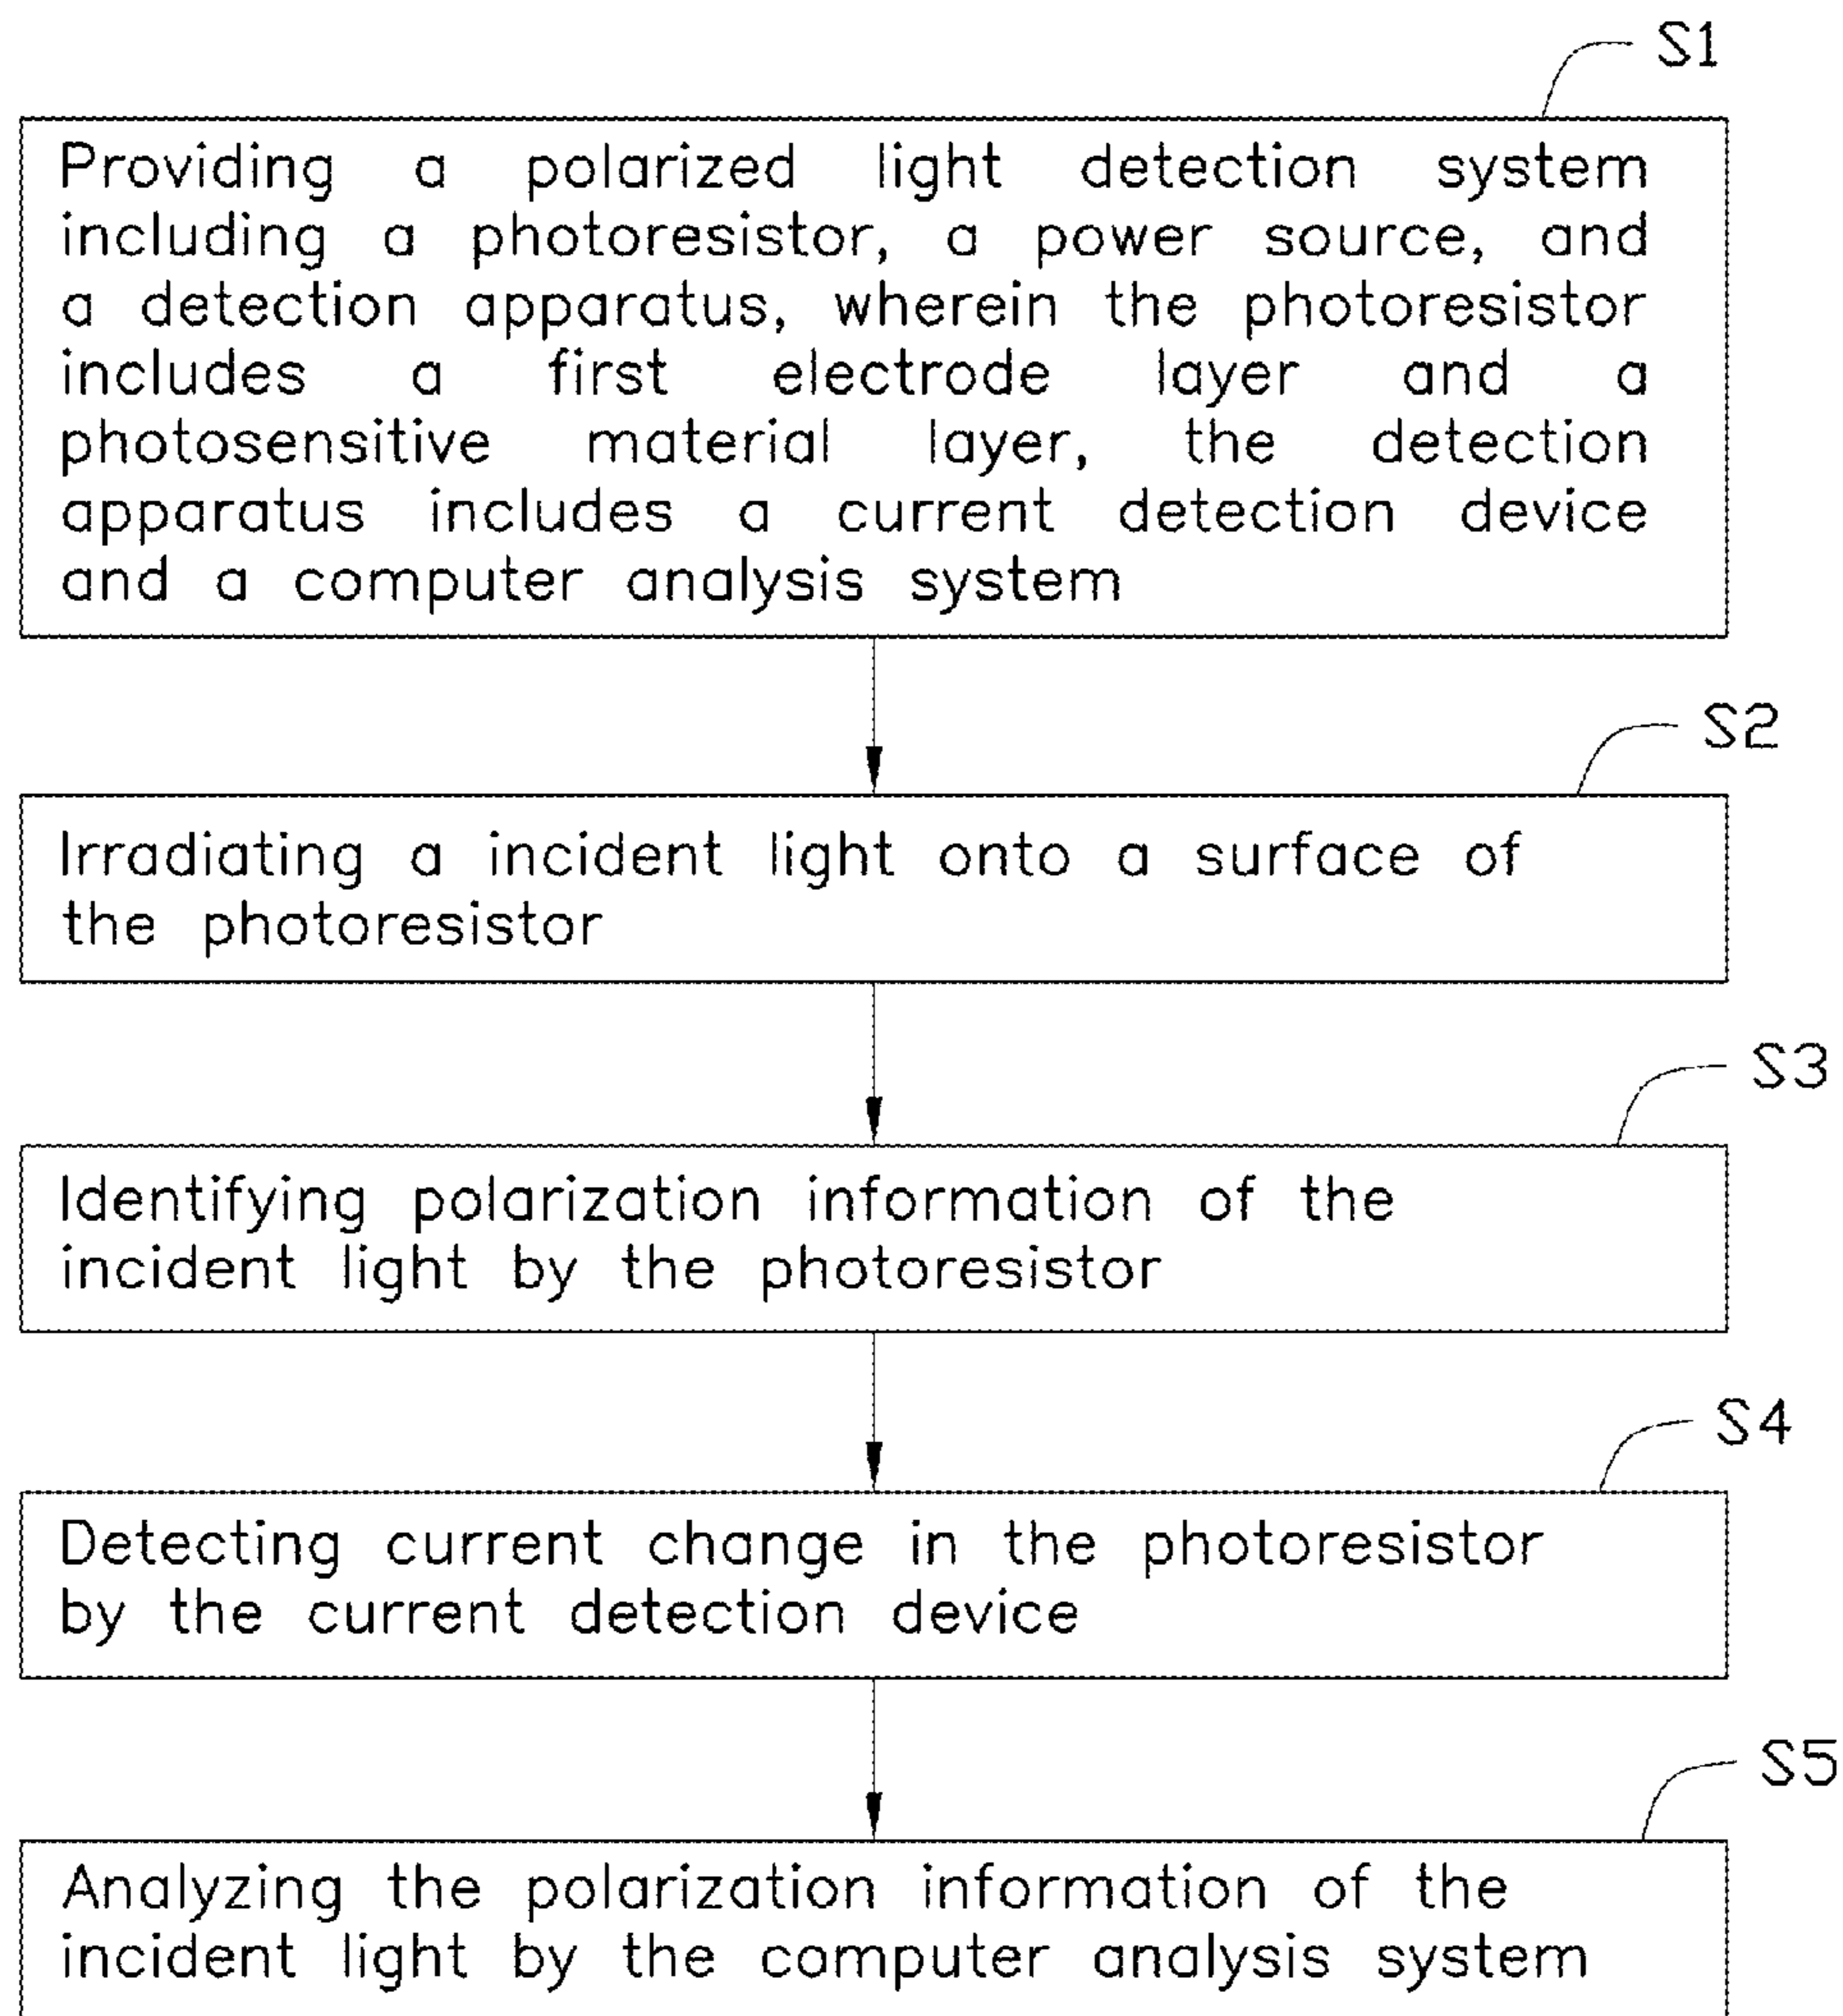 S1
Providing a polarized light detection system
including a photoresistor, a power source, and
a detection apparatus, wherein the photoresistor
includes a first electrode layer and a
photosensitive material layer, the detection
apparatus includes a current detection device
and a computer analysis system
S2
Irradiating a incident light onto a surface of
the photoresistor
S3
Identifying polarization information of the
incident light by the photoresistor
S4
Detecting current change in the photoresistor
by the current detection device
S5
Analyzing the polarization information of the
incident light by the computer analysis system